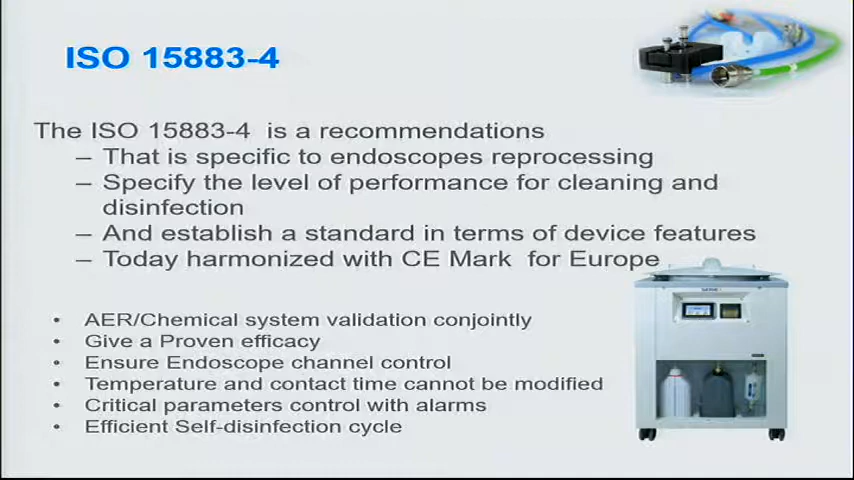 ISO 15883-4
The ISO 15883-4 is a recommendations
– That is specific to endoscopes reprocessing
– Specify the level of performance for cleaning and
disinfection
– And establish a standard in terms of device features
– Today harmonized with CE Mark for Europe
• AER/Chemical system validation conjointly
• Give a Proven efficacy
• Ensure Endoscope channel control
• Temperature and contact time cannot be modified
• Critical parameters control with alarms
• Efficient Self-disinfection cycle